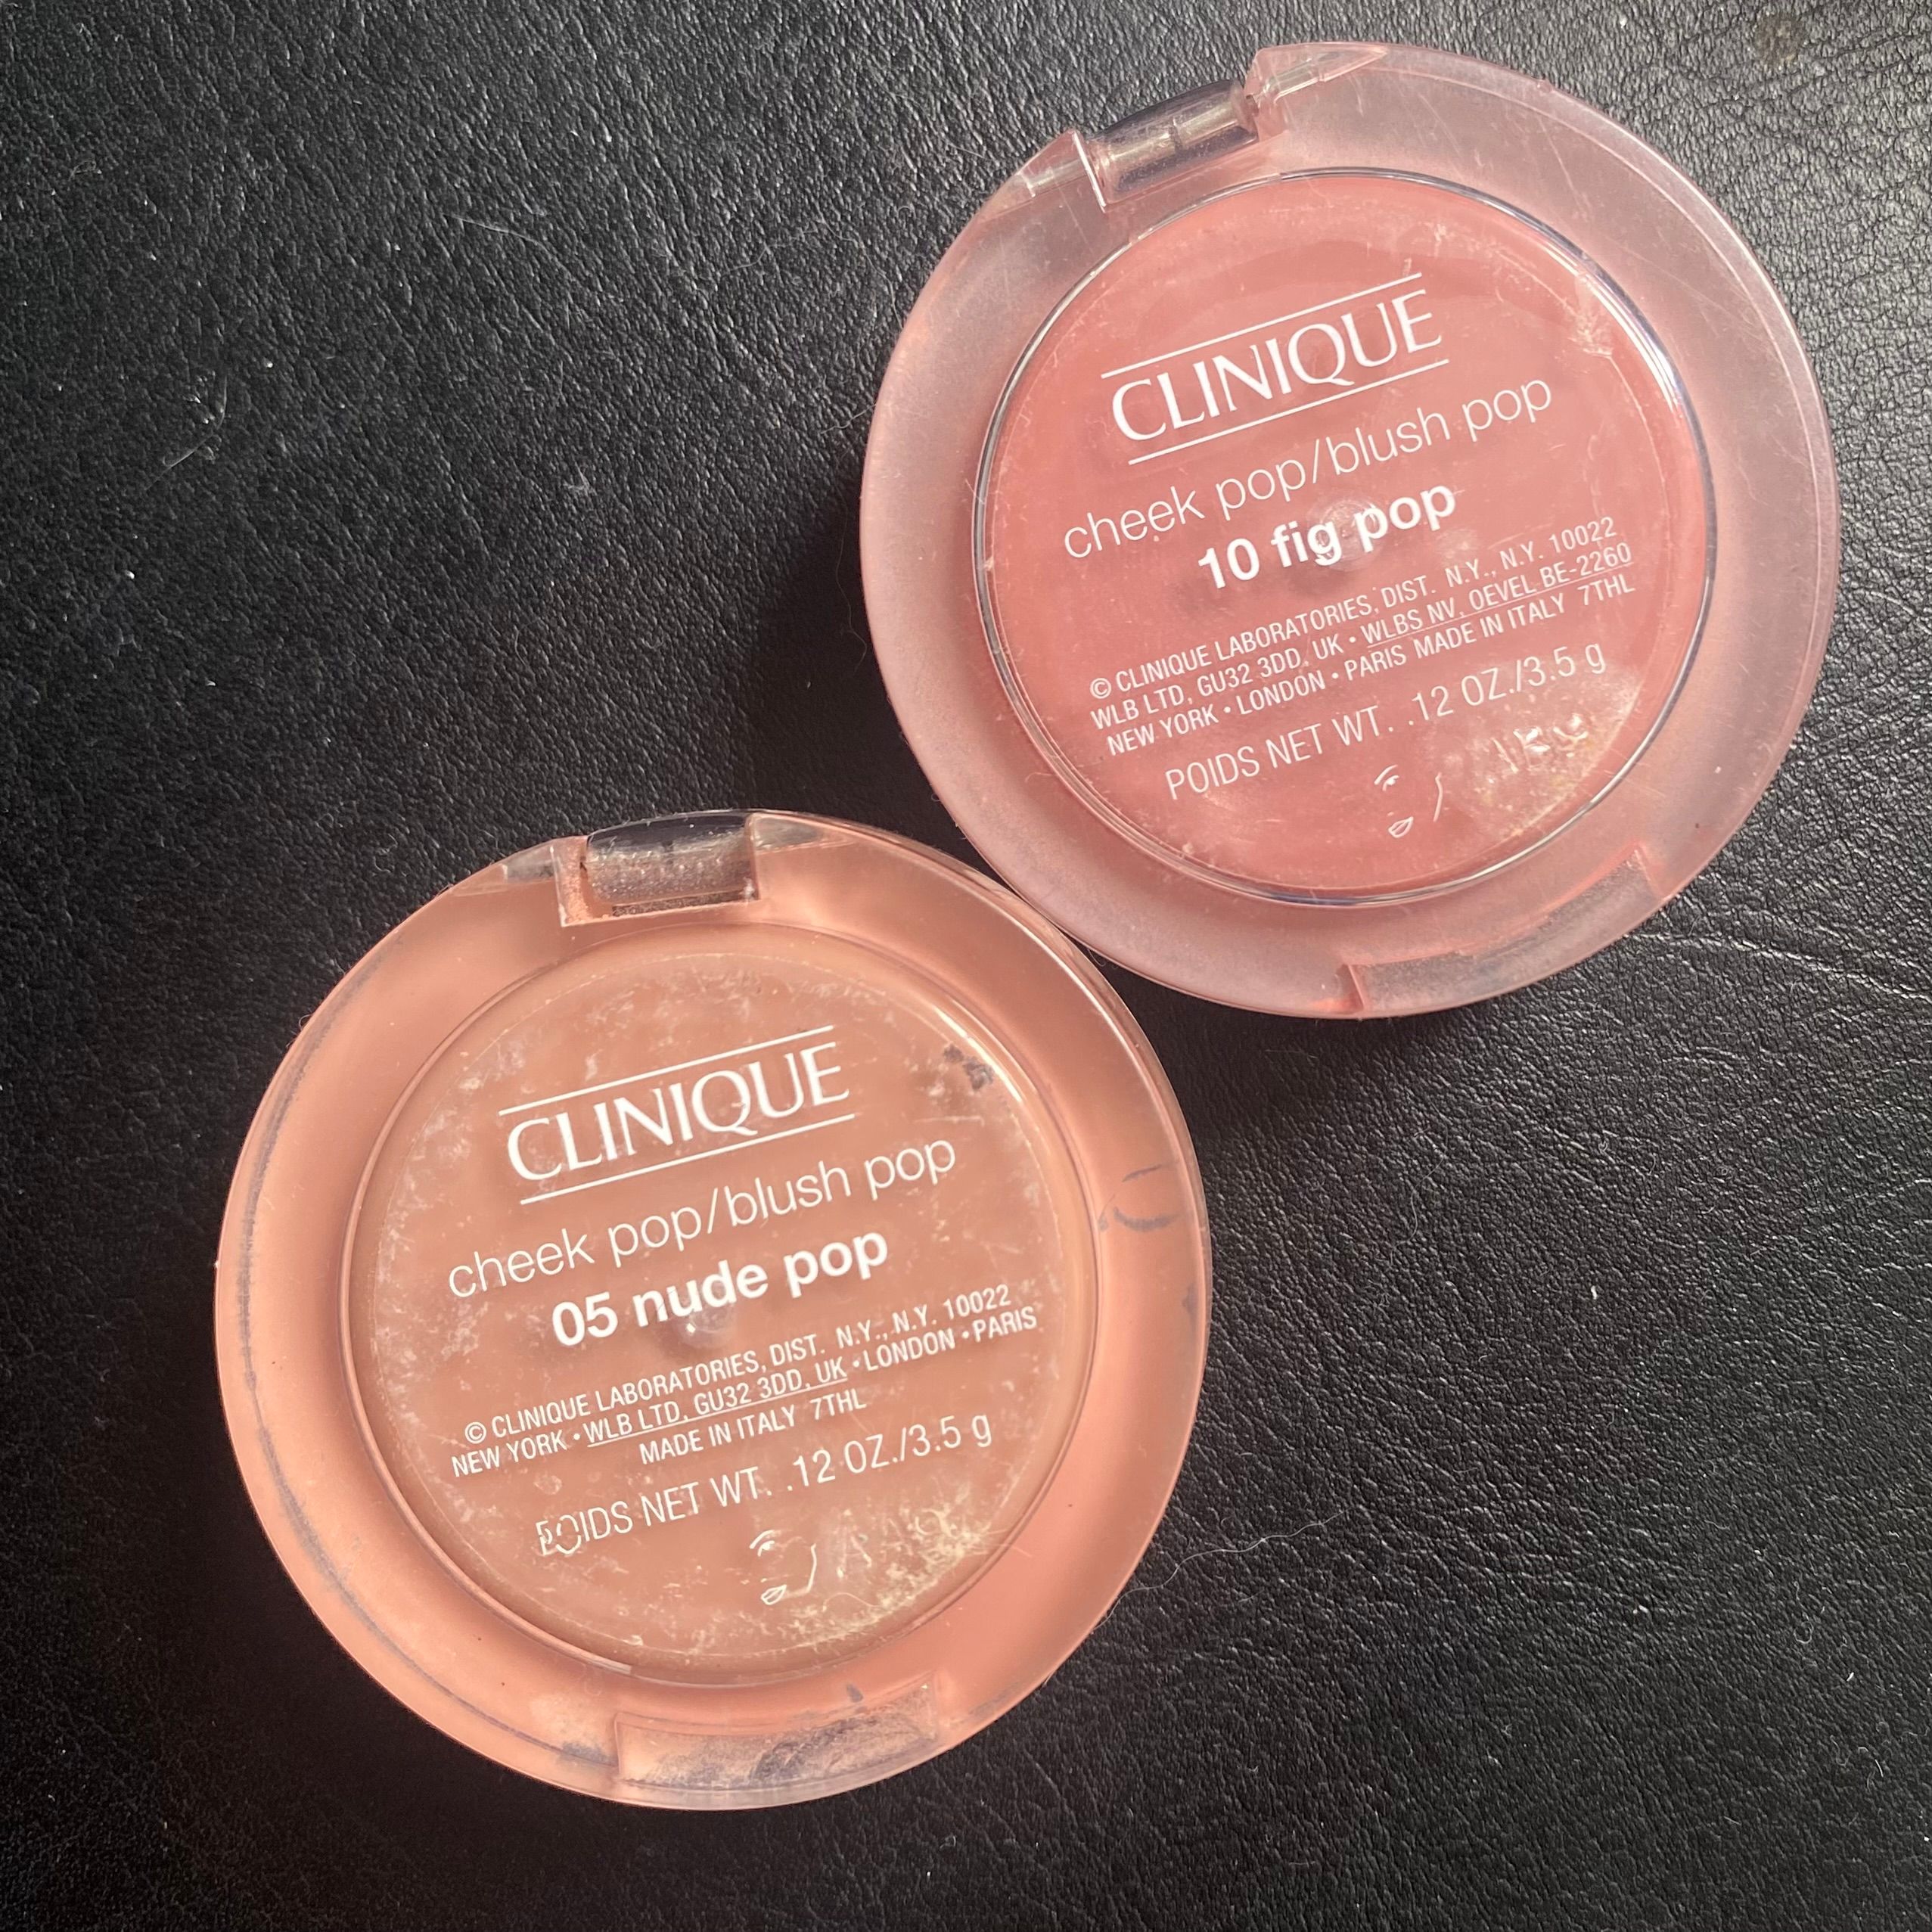 CLINIQUE
cheek pop/blush pop
10 fig pop
© CLINIQUE LABORATORIES, DIST. N.Y., N.Y. 10022
WLB LTD, GU32 3DD, UK • WLBS NV, OEVEL BE-2260
NEW YORK • LONDON • PARIS MADE IN ITALY 7THL
POIDS NET WT. .12 OZ./3.5 g
CLINIQUE
cheek pop/blush pop
05 nude pop
© CLINIQUE LABORATORIES, DIST. N.Y., N.Y. 10022
NEW YORK • WLB LTD, GU32 3DD, UK • LONDON • PARIS
MADE IN ITALY 7THL
POIDS NET WT. .12 OZ./3.5 g